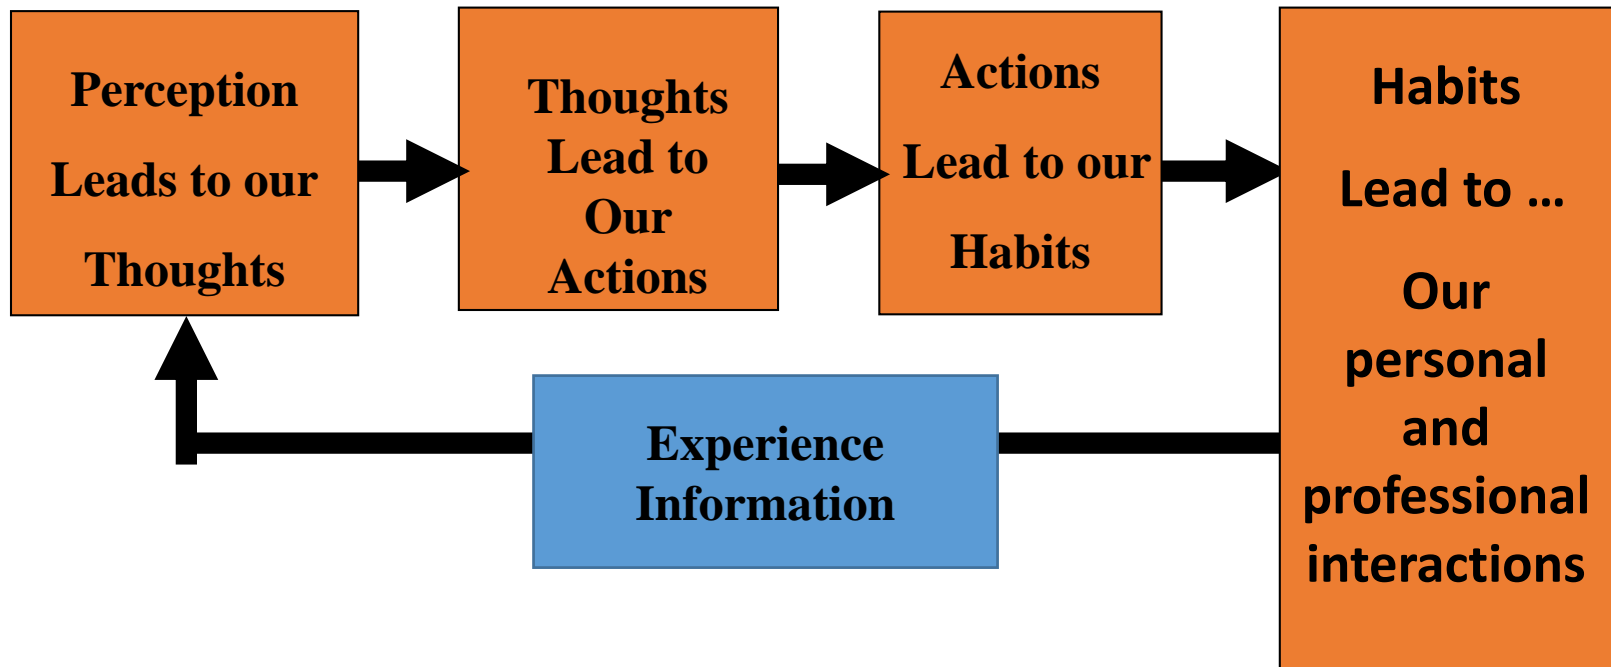 Perception
Leads to our
Thoughts
Thoughts
Lead to
Our
Actions
Actions
Lead to our
Habits
Habits
Lead to ...
Our
personal
and
professional
interactions
Experience
Information